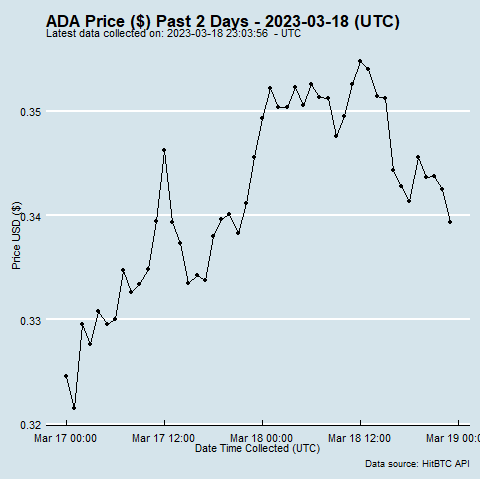 ADA Price ($) Past 2 Days - 2023-03-18 (UTC)
Latest data collected on: 2023-03-18 23:03:56 - UTC
Price USD ($)
0.35
0.34
0.33
0.32
Mar 17 00:00 Mar 17 12:00 Mar 18 00:00 Mar 18 12:00 Mar 19 00:
Date Time Collected (UTC)
Data source: HitBTC API